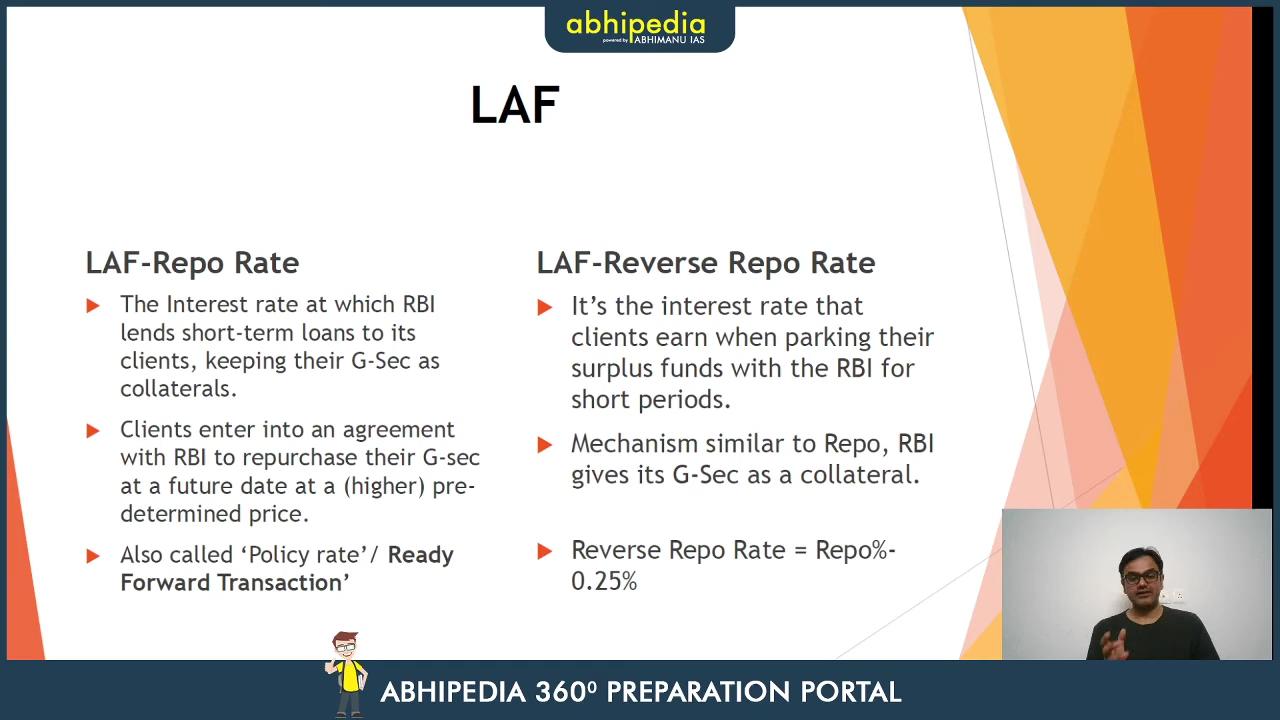 abhipedia
powered by ABHIMANU IAS
LAF
LAF-Repo Rate
The Interest rate at which RBI
lends short-term loans to its
clients, keeping their G-Sec as
collaterals.
Clients enter into an agreement
with RBI to repurchase their G-sec
at a future date at a (higher) pre-
determined price.
Also called ‘Policy rate’/ Ready
Forward Transaction’
LAF-Reverse Repo Rate
It’s the interest rate that
clients earn when parking their
surplus funds with the RBI for
short periods.
Mechanism similar to Repo, RBI
gives its G-Sec as a collateral.
Reverse Repo Rate = Repo%-
0.25%
ABHIPEDIA 360⁰ PREPARATION PORTAL